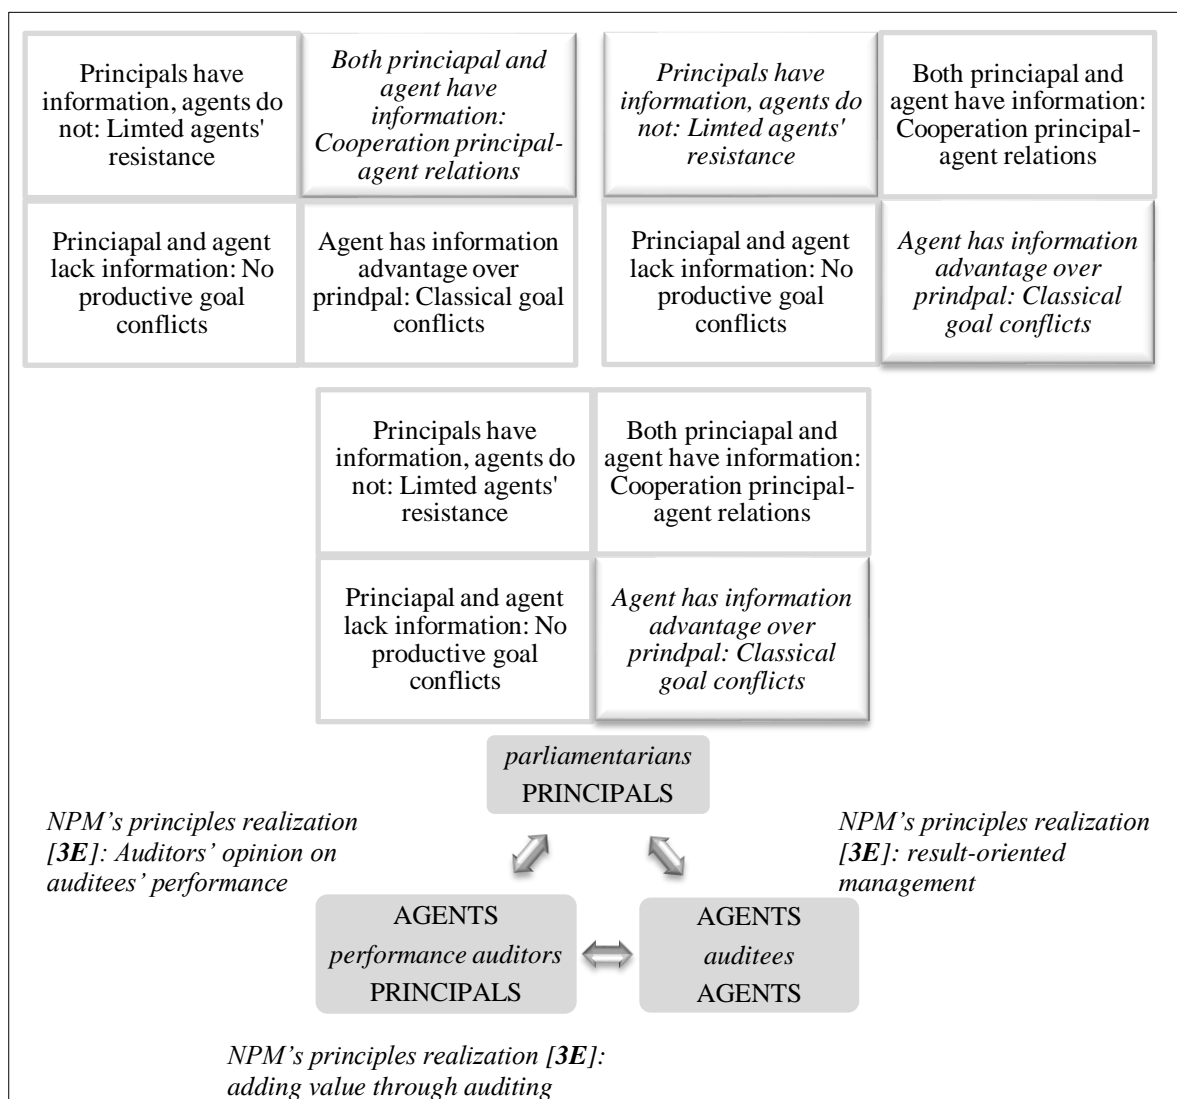 Principals have
information, agents do
not: Limted agents'
resistance
Both princiapal and
agent have
information:
Cooperation principal-
agent relations
Principals have
information, agents do
not: Limted agents'
resistance
Both princiapal and
agent have information:
Cooperation principal-
agent relations
Princiapal and agent
lack information: No
productive goal
conflicts
Agent has information
advantage over
prindpal: Classical goal
conflicts
Princiapal and agent
lack information: No
productive goal
conflicts
Agent has information
advantage over
prindpal: Classical
goal conflicts
Principals have
information, agents do
not: Limted agents'
resistance
Both princiapal and
agent have information:
Cooperation principal-
agent relations
Princiapal and agent
lack information: No
productive goal
conflicts
Agent has information
advantage over
prindpal: Classical
goal conflicts
parliamentarians
PRINCIPALS
NPM’s principles realization
[3E]: Auditors’ opinion on
auditees’ performance
NPM’s principles realization
[3E]: result-oriented
management
AGENTS
performance auditors
PRINCIPALS
AGENTS
auditees
AGENTS
NPM’s principles realization [3E]:
adding value through auditing